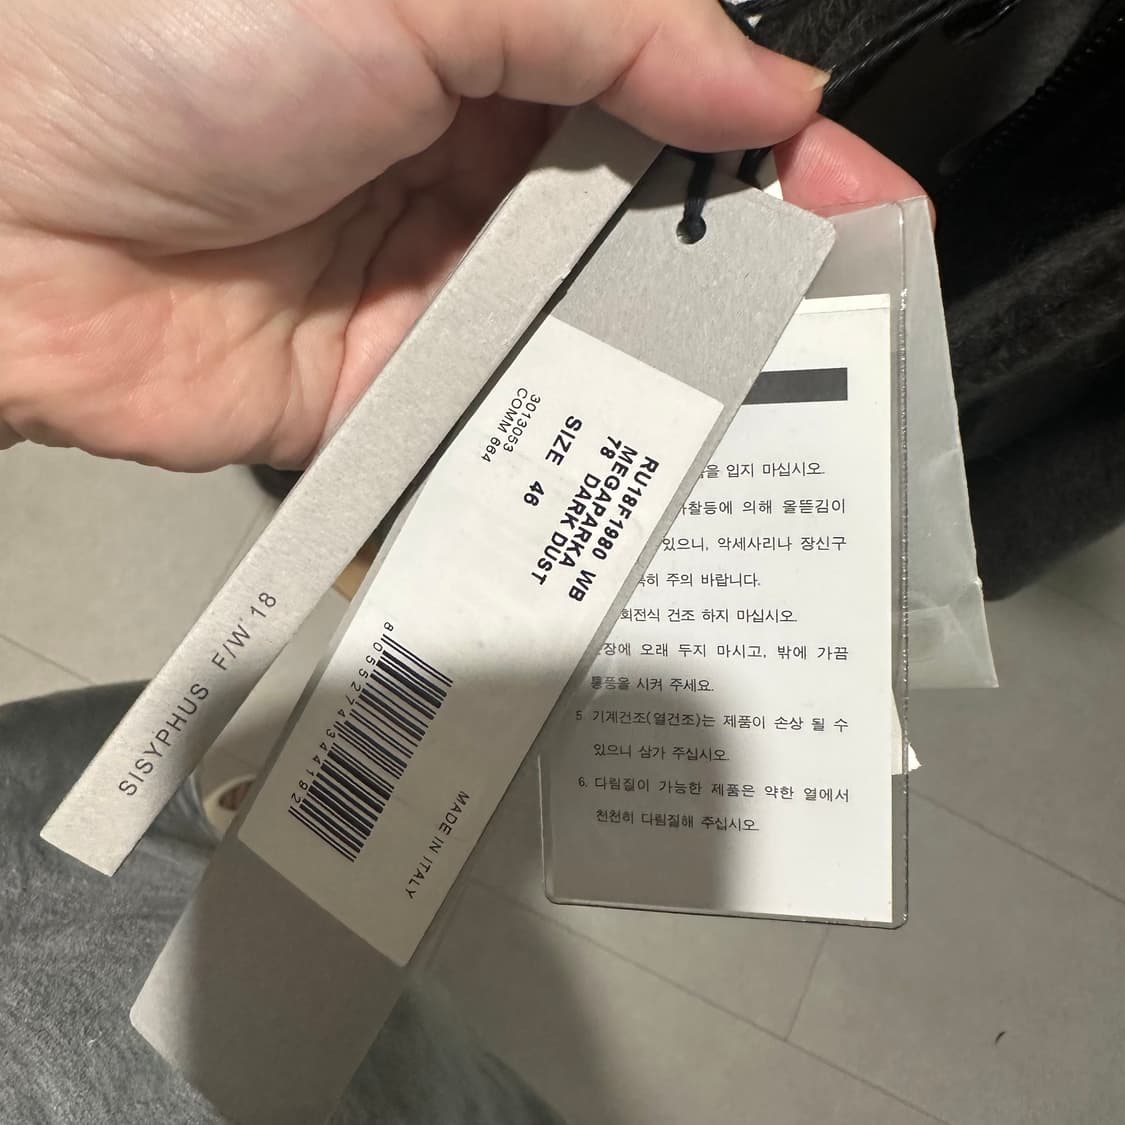 SISYPHUS F/W'18
RU18F1980 WB
MEGAPARKA
78 DARK DUST
SIZE 46
3013053
COMM 664
8055274344192
MADE IN ITALY
을 입지 마십시오.
찰등에 의해 올뜯김이
있으니, 악세사리나 장신구
특히 주의 바랍니다.
회전식 건조 하지 마십시오.
장에 오래 두지 마시고, 밖에 가끔
통풍을 시켜 주세요.
5. 기계건조(열건조)는 제품이 손상 될 수
있으니 삼가 주십시오.
6. 다림질이 가능한 제품은 약한 열에서
천천히 다림질해 주십시오.